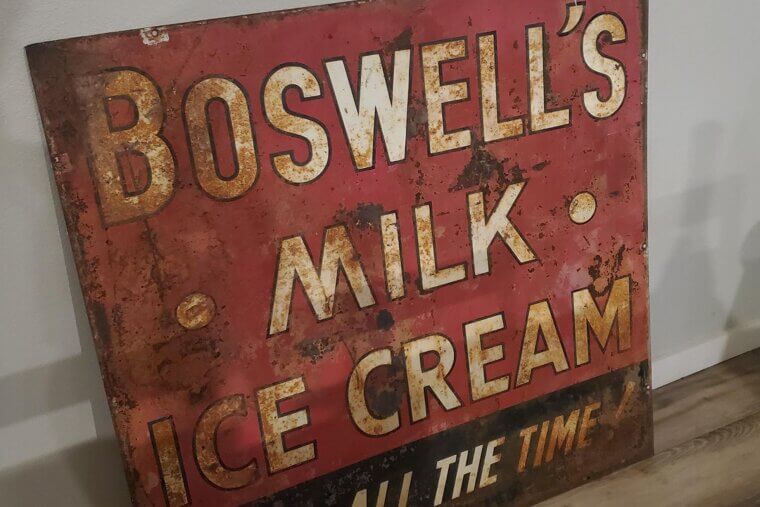 BOSWELL'S
• MILK •
ICE CREAM
ALL THE TIME!